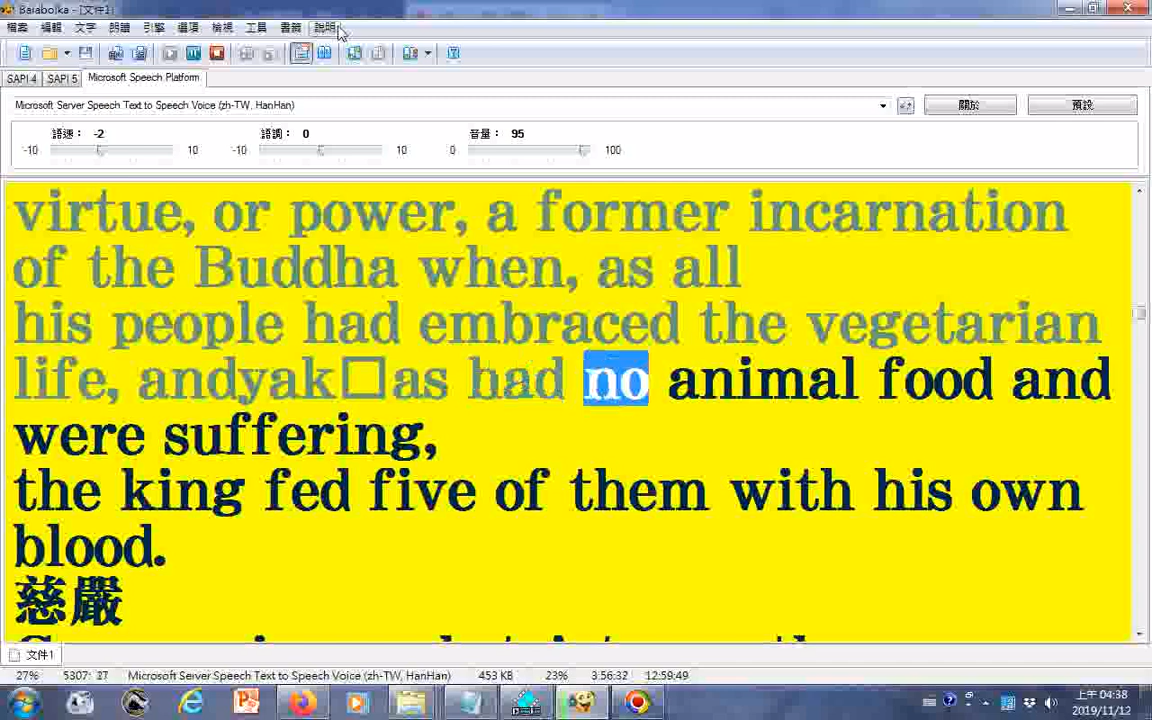 Balabolka - [文件1]
檔案 編輯 文字 朗讀 引擎 選項 檢視 工具 書籤 說明
SAPI 4 SAPI 5 Microsoft Speech Platform
Microsoft Server Speech Text to Speech Voice (zh-TW, HanHan) 關於 預設
語速： -2 語調： 0 音量： 95
-10 10 -10 10 0 100
virtue, or power, a former incarnation
of the Buddha when, as all
his people had embraced the vegetarian
life, andyak□as had no animal food and
were suffering,
the king fed five of them with his own
blood.
慈嚴
文件1
27% 5307: 27 Microsoft Server Speech Text to Speech Voice (zh-TW, HanHan) 453 KB 23% 3:56:32 12:59:49
上午 04:38
2019/11/12